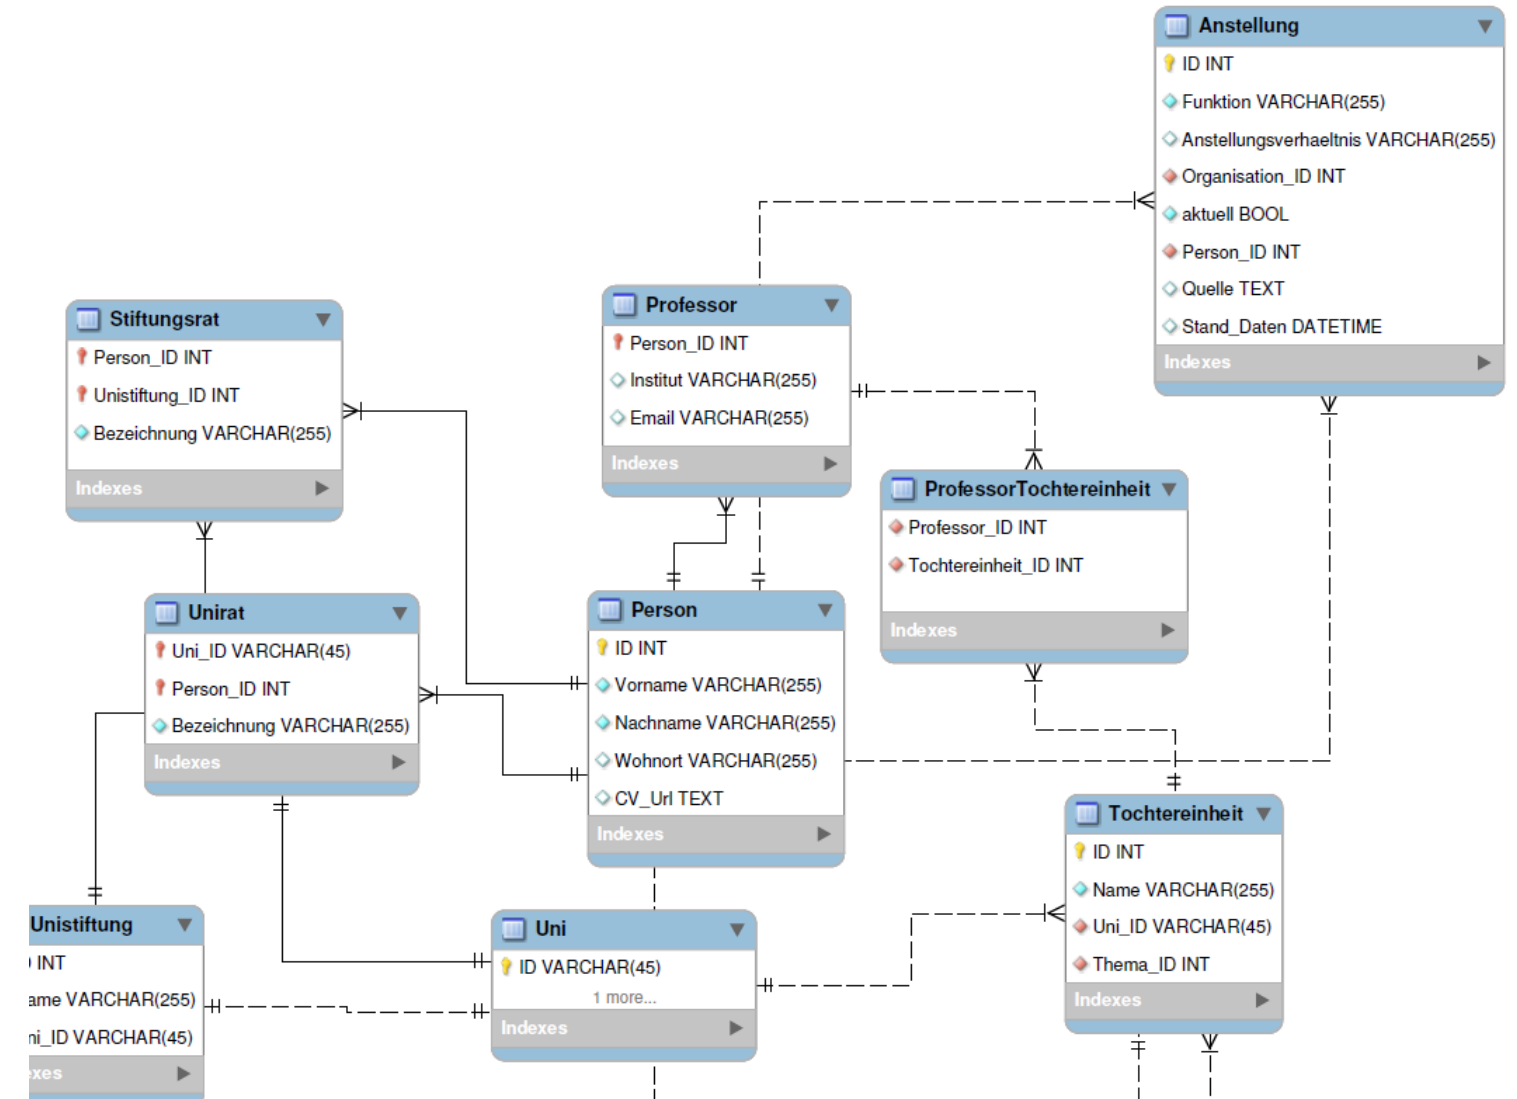 Anstellung
ID INT
Funktion VARCHAR(255)
Anstellungsverhaeltnis VARCHAR(255)
Organisation_ID INT
aktuell BOOL
Person_ID INT
Quelle TEXT
Stand_Daten DATETIME
Indexes
Professor
Person_ID INT
Institut VARCHAR(255)
Email VARCHAR(255)
Indexes
Stiftungsrat
Person_ID INT
Unistiftung_ID INT
Bezeichnung VARCHAR(255)
Indexes
ProfessorTochtereinheit
Professor_ID INT
Tochtereinheit_ID INT
Indexes
Unirat
Uni_ID VARCHAR(45)
Person_ID INT
Bezeichnung VARCHAR(255)
Indexes
Person
ID INT
Vorname VARCHAR(255)
Nachname VARCHAR(255)
Wohnort VARCHAR(255)
CV_Url TEXT
Indexes
Tochtereinheit
ID INT
Name VARCHAR(255)
Uni_ID VARCHAR(45)
Thema_ID INT
Indexes
Unistiftung
INT
ame VARCHAR(255)
ni_ID VARCHAR(45)
exes
Uni
ID VARCHAR(45)
1 more...
Indexes